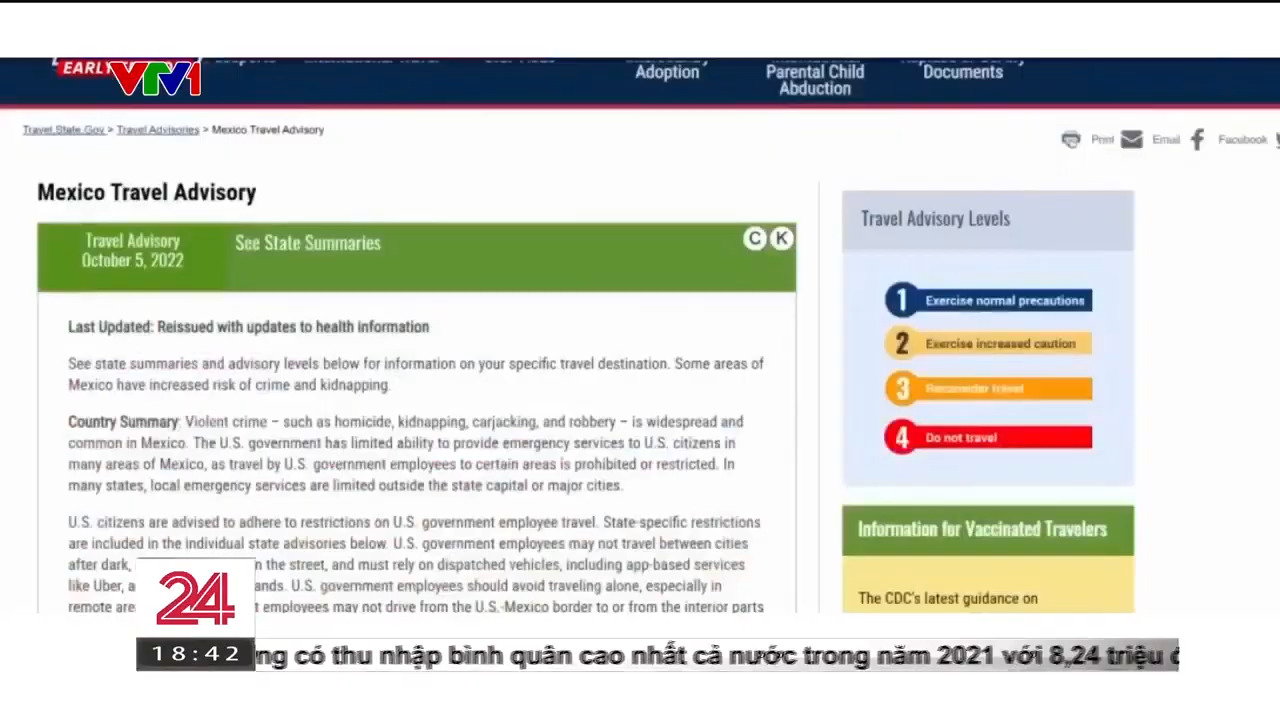 EARLY
VTV1
Adoption
Parental Child
Abduction
Documents
Travel.State.Gov > Travel Advisories > Mexico Travel Advisory
Print Email Facebook
Mexico Travel Advisory
Travel Advisory
October 5, 2022
See State Summaries
C K
Last Updated: Reissued with updates to health information
See state summaries and advisory levels below for information on your specific travel destination. Some areas of
Mexico have increased risk of crime and kidnapping.
Country Summary: Violent crime – such as homicide, kidnapping, carjacking, and robbery – is widespread and
common in Mexico. The U.S. government has limited ability to provide emergency services to U.S. citizens in
many areas of Mexico, as travel by U.S. government employees to certain areas is prohibited or restricted. In
many states, local emergency services are limited outside the state capital or major cities.
U.S. citizens are advised to adhere to restrictions on U.S. government employee travel. State-specific restrictions
are included in the individual state advisories below. U.S. government employees may not travel between cities
after dark, n the street, and must rely on dispatched vehicles, including app-based services
like Uber, a ands. U.S. government employees should avoid traveling alone, especially in
remote are t employees may not drive from the U.S.-Mexico border to or from the interior parts
Travel Advisory Levels
1 Exercise normal precautions
2 Exercise increased caution
3 Reconsider travel
4 Do not travel
Information for Vaccinated Travelers
The CDC's latest guidance on
24
18:42
ng có thu nhập bình quân cao nhất cả nước trong năm 2021 với 8,24 triệu đ